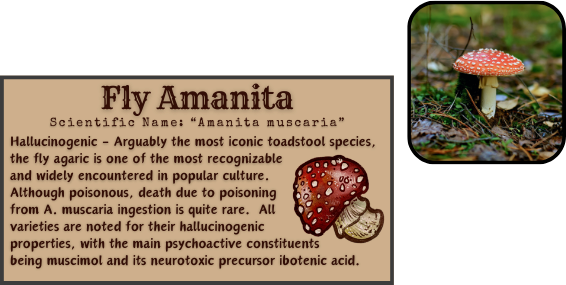 Fly Amanita
Scientific Name: “Amanita muscaria”
Hallucinogenic – Arguably the most iconic toadstool species,
the fly agaric is one of the most recognizable
and widely encountered in popular culture.
Although poisonous, death due to poisoning
from A. muscaria ingestion is quite rare. All
varieties are noted for their hallucinogenic
properties, with the main psychoactive constituents
being muscimol and its neurotoxic precursor ibotenic acid.